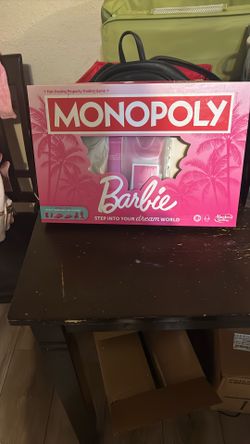 MONOPOLY
Barbie
STEP INTO YOUR dream WORLD
Hasbro